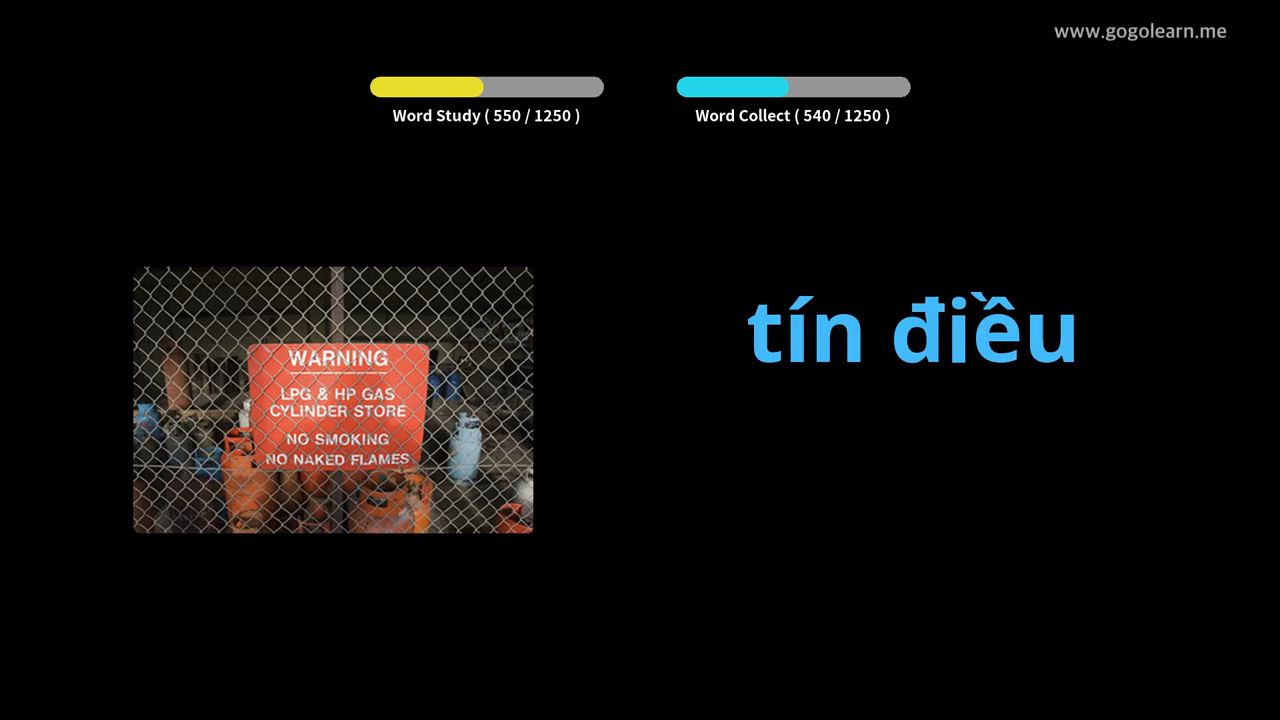 www.gogolearn.me
Word Study ( 550 / 1250 )
Word Collect ( 540 / 1250 )
tín điều
WARNING
LPG & HP GAS
CYLINDER STORE
NO SMOKING
NO NAKED FLAMES